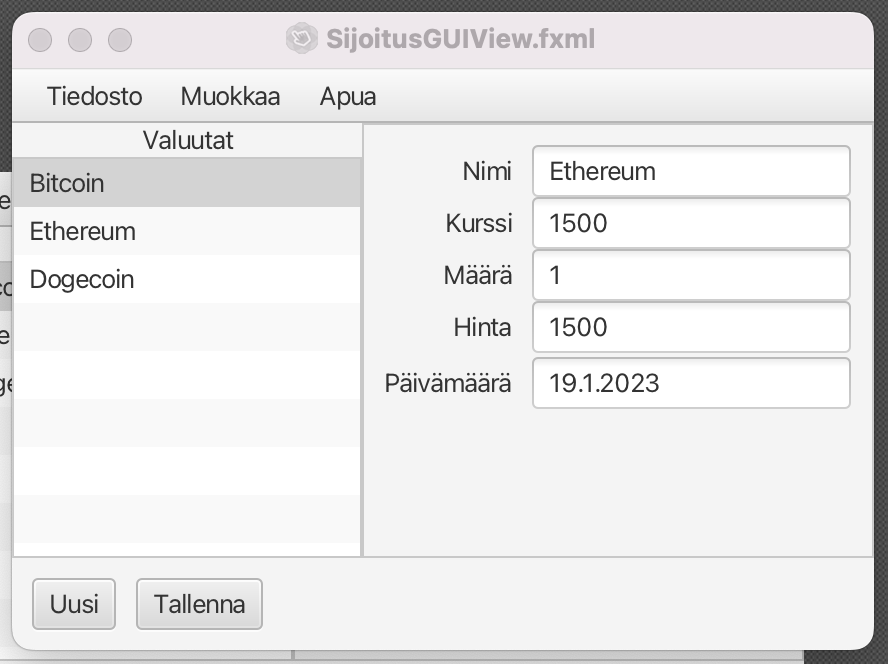 SijoitusGUIView.fxml
Tiedosto Muokkaa Apua
Valuutat
Bitcoin
Ethereum
Dogecoin
Nimi Ethereum
Kurssi 1500
Määrä 1
Hinta 1500
Päivämäärä 19.1.2023
Uusi Tallenna